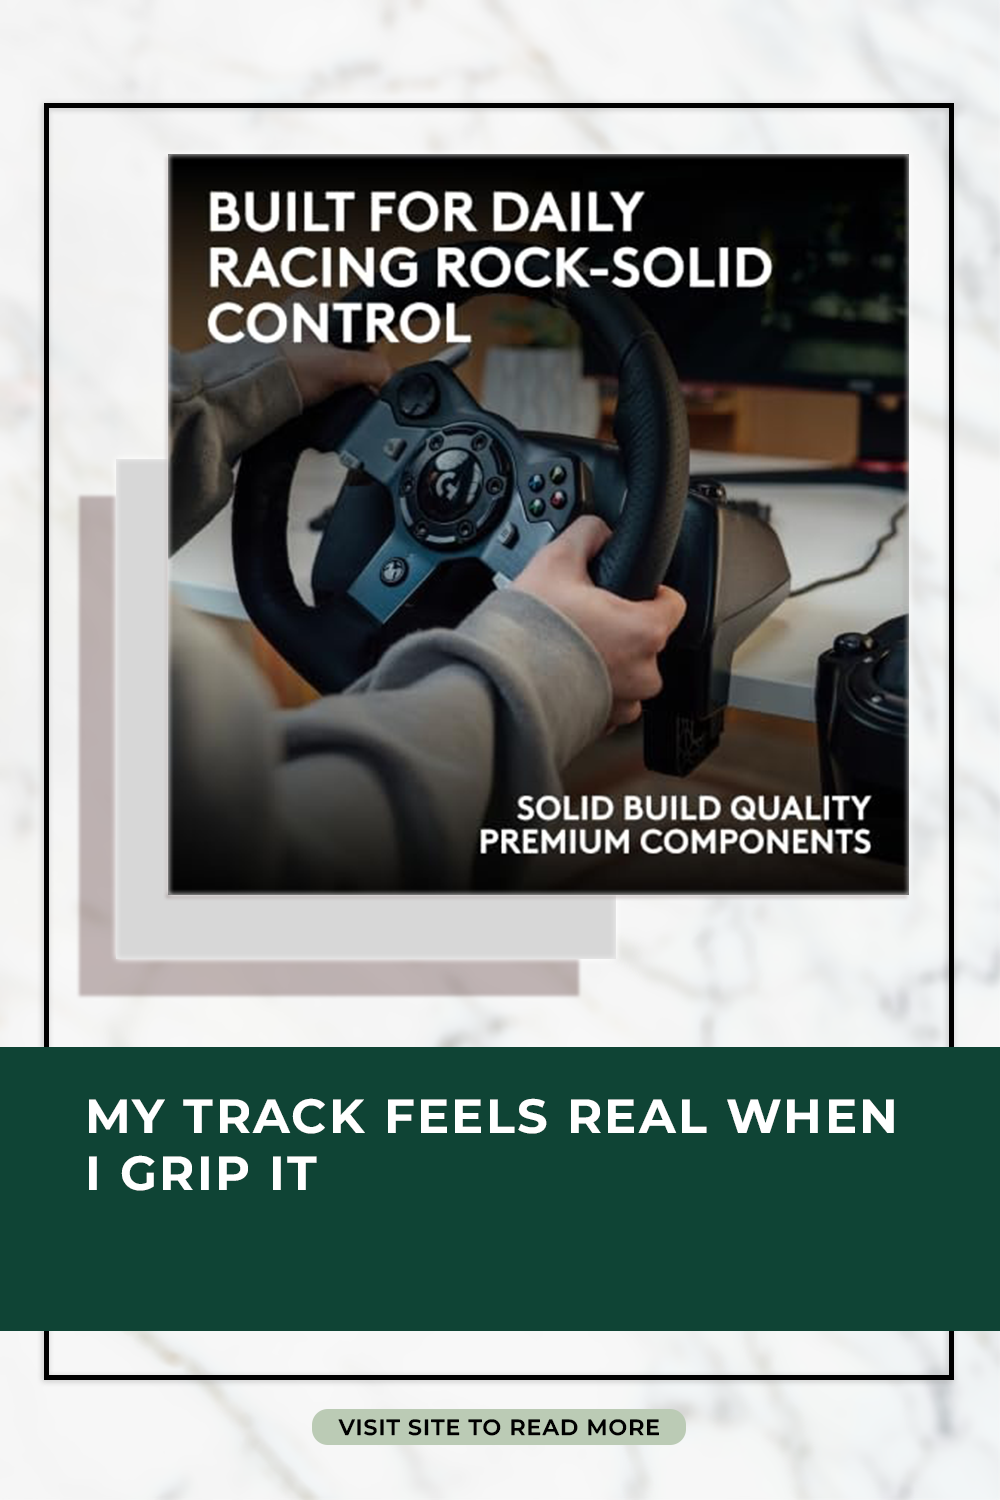 BUILT FOR DAILY
RACING ROCK-SOLID
CONTROL
SOLID BUILD QUALITY
PREMIUM COMPONENTS
MY TRACK FEELS REAL WHEN
I GRIP IT
VISIT SITE TO READ MORE